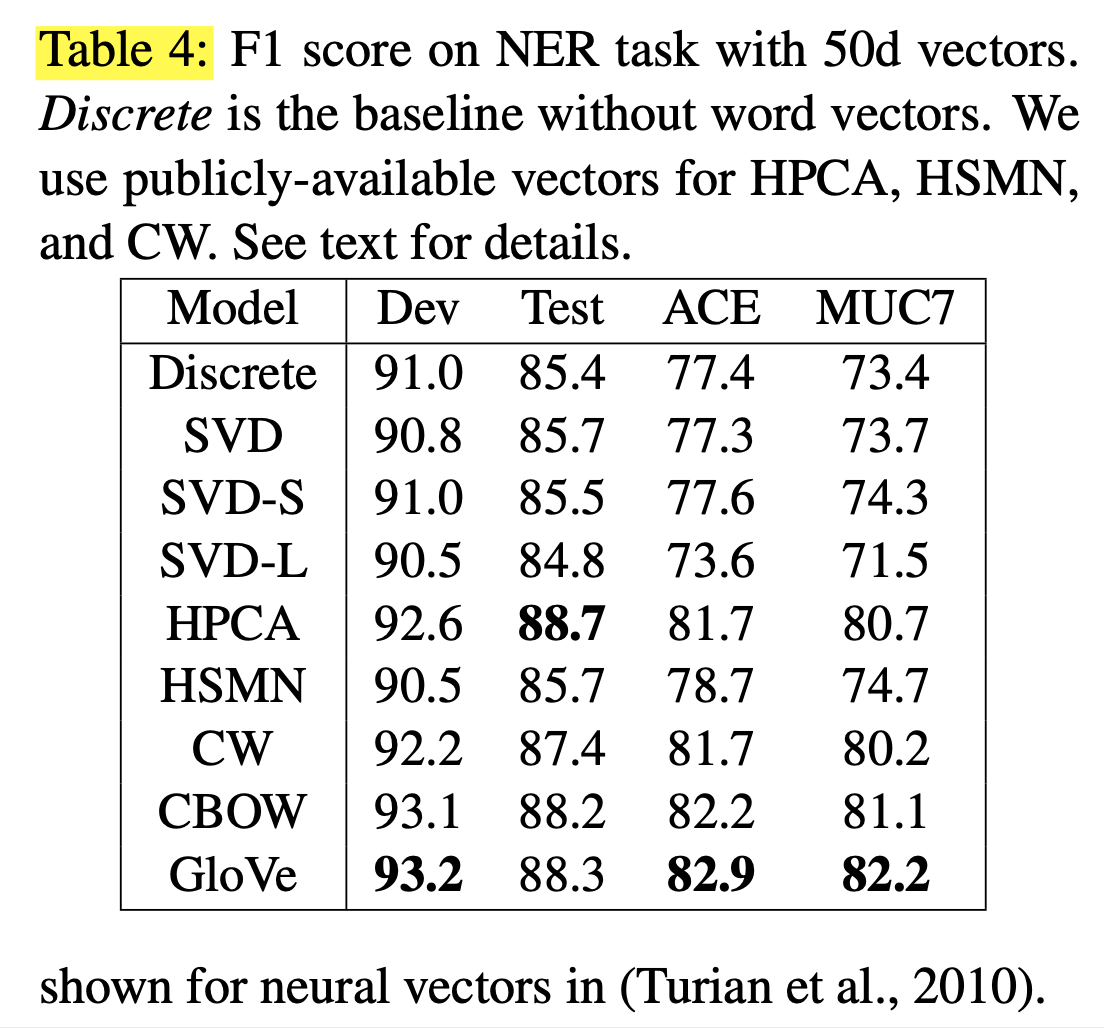 Table 4: F1 score on NER task with 50d vectors.
Discrete is the baseline without word vectors. We
use publicly-available vectors for HPCA, HSMN,
and CW. See text for details.
Model Dev Test ACE MUC7
Discrete 91.0 85.4 77.4 73.4
SVD 90.8 85.7 77.3 73.7
SVD-S 91.0 85.5 77.6 74.3
SVD-L 90.5 84.8 73.6 71.5
HPCA 92.6 88.7 81.7 80.7
HSMN 90.5 85.7 78.7 74.7
CW 92.2 87.4 81.7 80.2
CBOW 93.1 88.2 82.2 81.1
GloVe 93.2 88.3 82.9 82.2
shown for neural vectors in (Turian et al., 2010).